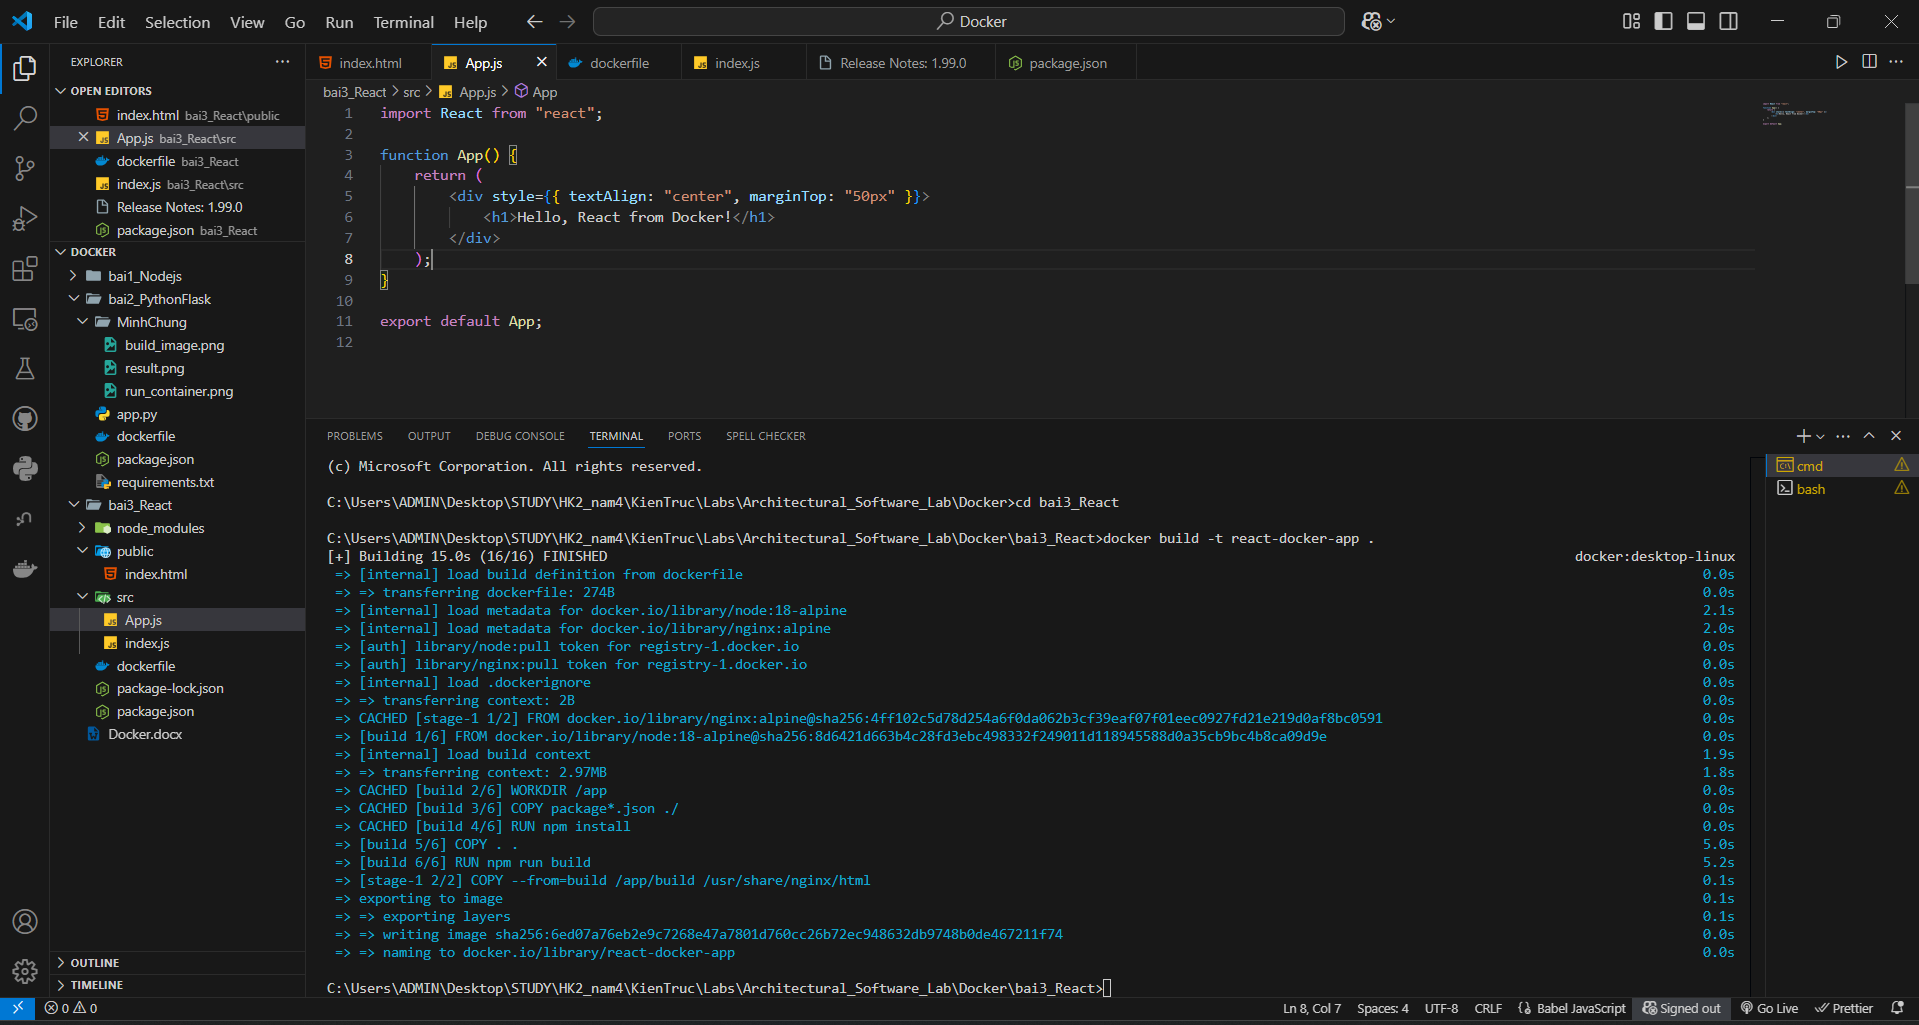 File Edit Selection View Go Run Terminal Help
Docker
EXPLORER
OPEN EDITORS
index.html bai3_React\public
App.js bai3_React\src
dockerfile bai3_React
index.js bai3_React\src
Release Notes: 1.99.0
package.json bai3_React
DOCKER
bai1_Nodejs
bai2_PythonFlask
MinhChung
build_image.png
result.png
run_container.png
app.py
dockerfile
package.json
requirements.txt
bai3_React
node_modules
public
index.html
src
App.js
index.js
dockerfile
package-lock.json
package.json
Docker.docx
OUTLINE
TIMELINE
index.html App.js dockerfile index.js Release Notes: 1.99.0 package.json
bai3_React > src > App.js > App
1 import React from "react";
2
3 function App() {
4 return (
5 <div style={{ textAlign: "center", marginTop: "50px" }}>
6 <h1>Hello, React from Docker!</h1>
7 </div>
8 );
9 }
10
11 export default App;
12
PROBLEMS OUTPUT DEBUG CONSOLE TERMINAL PORTS SPELL CHECKER
cmd
bash
(c) Microsoft Corporation. All rights reserved.
C:\Users\ADMIN\Desktop\STUDY\HK2_nam4\KienTruc\Labs\Architectural_Software_Lab\Docker>cd bai3_React
C:\Users\ADMIN\Desktop\STUDY\HK2_nam4\KienTruc\Labs\Architectural_Software_Lab\Docker\bai3_React>docker build -t react-docker-app .
[+] Building 15.0s (16/16) FINISHED docker:desktop-linux
=> [internal] load build definition from dockerfile 0.0s
=> => transferring dockerfile: 274B 0.0s
=> [internal] load metadata for docker.io/library/node:18-alpine 2.1s
=> [internal] load metadata for docker.io/library/nginx:alpine 2.0s
=> [auth] library/node:pull token for registry-1.docker.io 0.0s
=> [auth] library/nginx:pull token for registry-1.docker.io 0.0s
=> [internal] load .dockerignore 0.0s
=> => transferring context: 2B 0.0s
=> CACHED [stage-1 1/2] FROM docker.io/library/nginx:alpine@sha256:4ff102c5d78d254a6f0da062b3cf39eaf07f01eec0927fd21e219d0af8bc0591 0.0s
=> [build 1/6] FROM docker.io/library/node:18-alpine@sha256:8d6421d663b4c28fd3ebc498332f249011d118945588d0a35cb9bc4b8ca09d9e 0.0s
=> [internal] load build context 1.9s
=> => transferring context: 2.97MB 1.8s
=> CACHED [build 2/6] WORKDIR /app 0.0s
=> CACHED [build 3/6] COPY package*.json ./ 0.0s
=> CACHED [build 4/6] RUN npm install 0.0s
=> [build 5/6] COPY . . 5.0s
=> [build 6/6] RUN npm run build 5.2s
=> [stage-1 2/2] COPY --from=build /app/build /usr/share/nginx/html 0.1s
=> exporting to image 0.1s
=> => exporting layers 0.1s
=> => writing image sha256:6ed07a76eb2e9c7268e47a7801d760cc26b72ec948632db9748b0de467211f74 0.0s
=> => naming to docker.io/library/react-docker-app 0.0s
C:\Users\ADMIN\Desktop\STUDY\HK2_nam4\KienTruc\Labs\Architectural_Software_Lab\Docker\bai3_React>
0 0 Ln 8, Col 7 Spaces: 4 UTF-8 CRLF {} Babel JavaScript Signed out Go Live Prettier